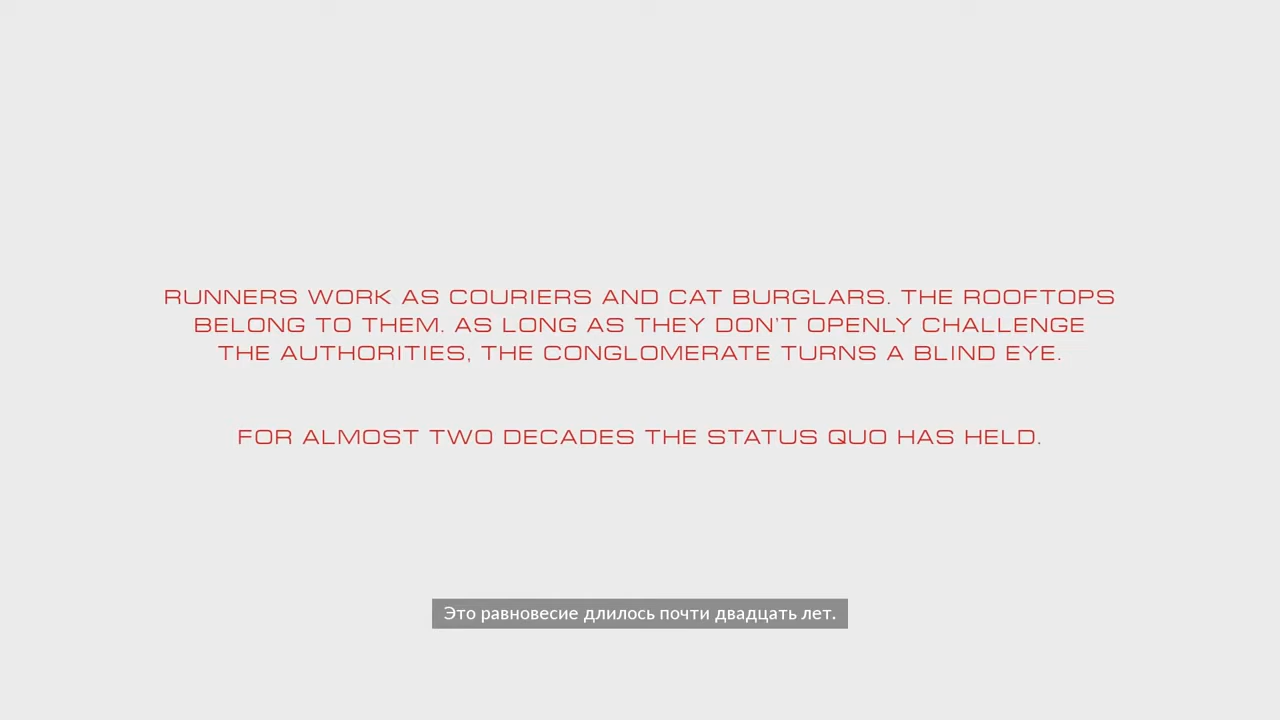 RUNNERS WORK AS COURIERS AND CAT BURGLARS. THE ROOFTOPS
BELONG TO THEM. AS LONG AS THEY DON'T OPENLY CHALLENGE
THE AUTHORITIES, THE CONGLOMERATE TURNS A BLIND EYE.
FOR ALMOST TWO DECADES THE STATUS QUO HAS HELD.
Это равновесие длилось почти двадцать лет.